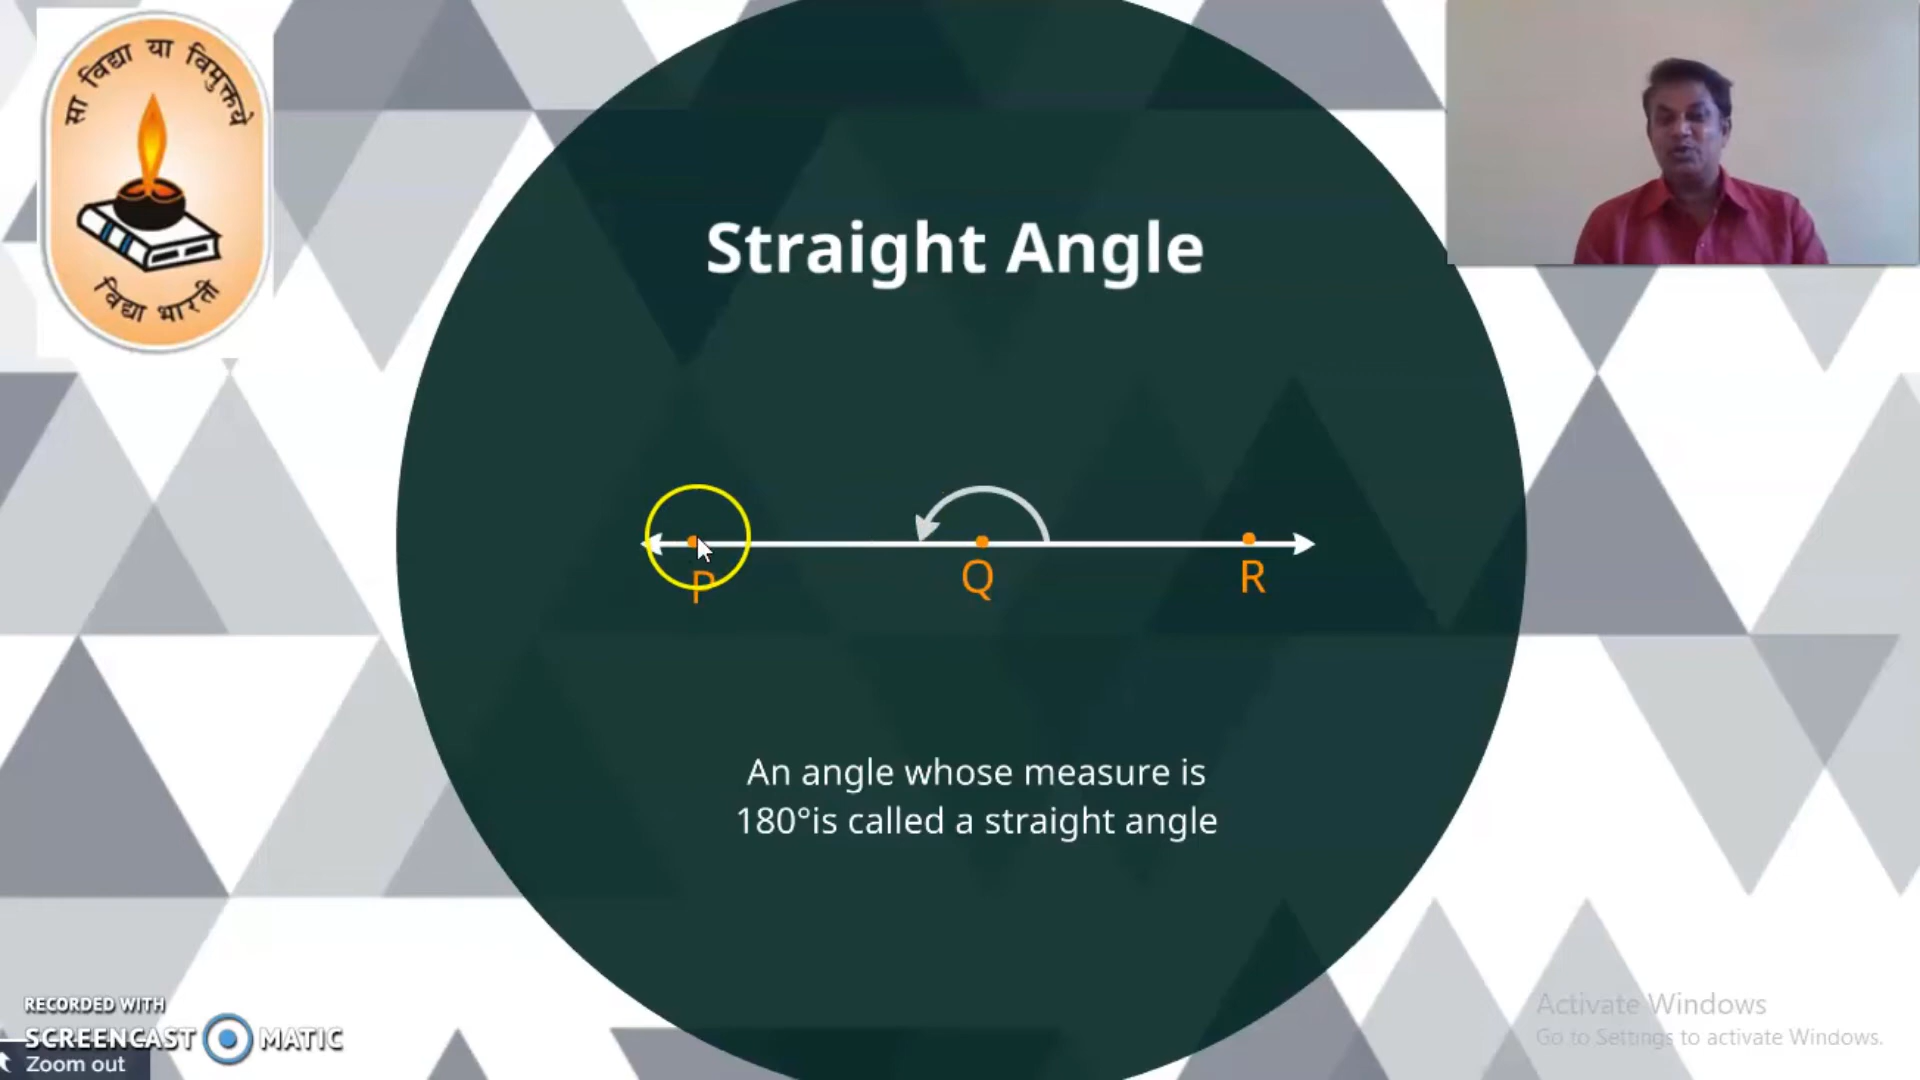 सा विद्या या विमुक्तये
विद्या भारती
Straight Angle
P
Q
R
An angle whose measure is
180°is called a straight angle
RECORDED WITH
SCREENCAST MATIC
Zoom out
Activate Windows
Go to Settings to activate Windows.